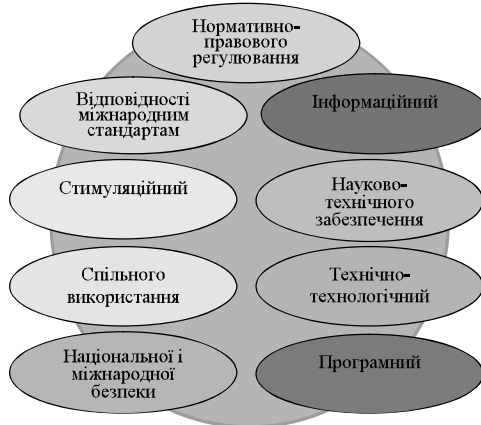 Нормативно-
правового
регулювання
Відповідності
міжнародним
стандартам
Інформаційний
Стимуляційний
Науково-
технічного
забезпечення
Спільного
використання
Технічно-
технологічний
Національної і
міжнародної
безпеки
Програмний